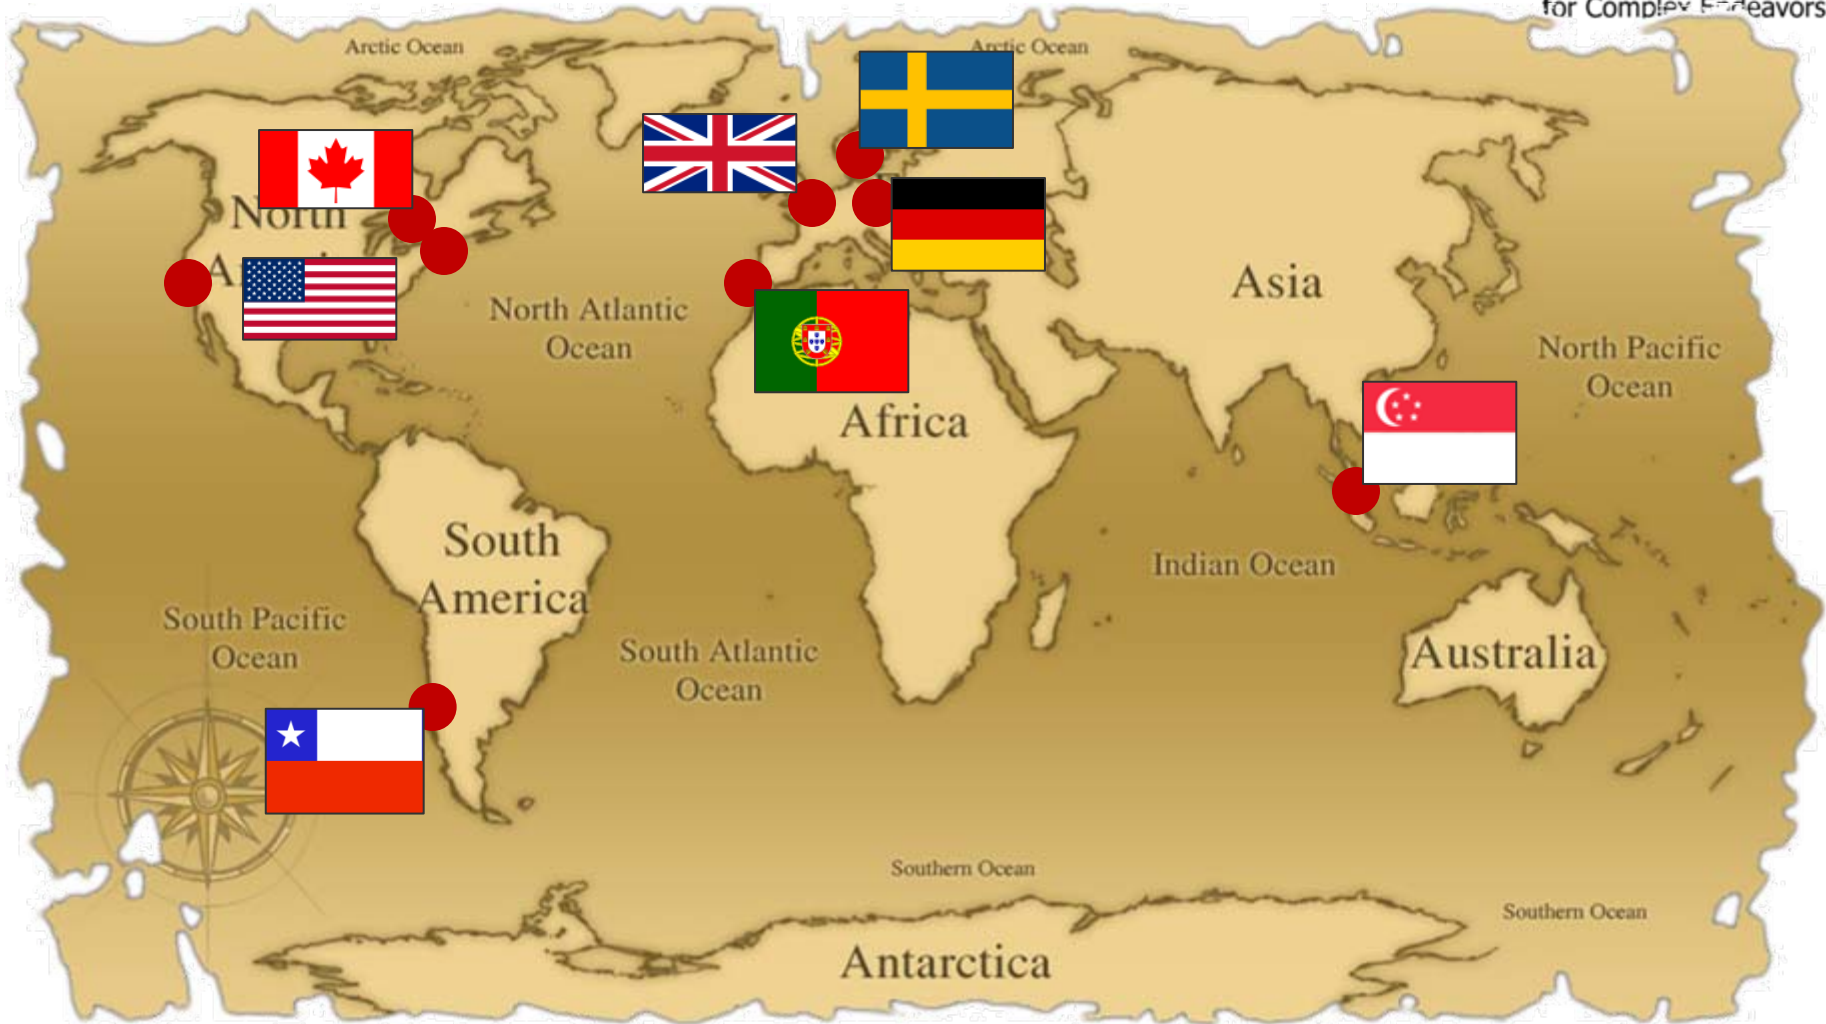 for Complex Endeavors
Arctic Ocean
Arctic Ocean
North
North Atlantic
Ocean
Asia
North Pacific
Ocean
Africa
South
America
Indian Ocean
South Pacific
Ocean
South Atlantic
Ocean
Australia
Southern Ocean
Southern Ocean
Antarctica